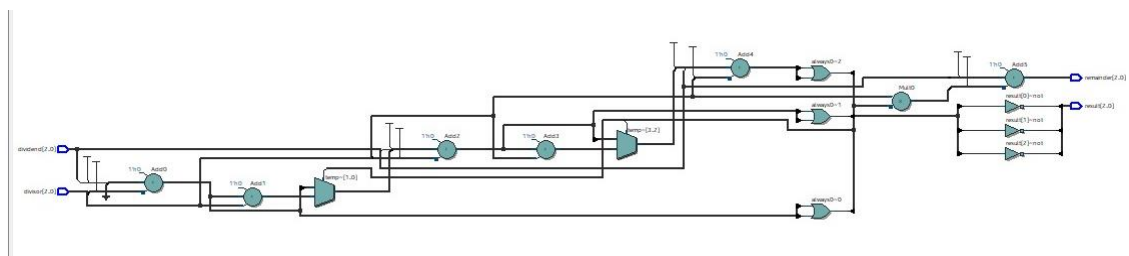 Add4
1'h0
always0~2
Add5
1'h0
remainder[2..0]
Mult0
result[0]~not
result[2..0]
always0~1
result[1]~not
temp~[3..2]
Add2
1'h0
Add3
1'h0
result[2]~not
dividend[2..0]
Add0
1'h0
temp~[1..0]
divisor[2..0]
Add1
1'h0
always0~0